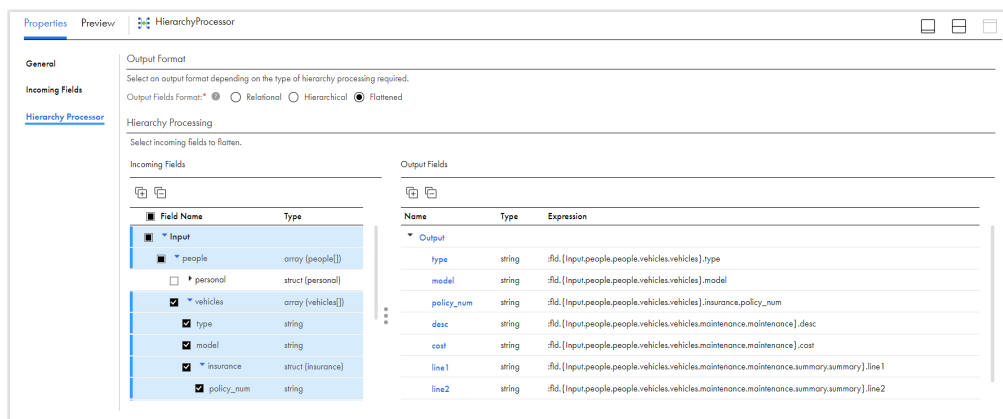 Properties Preview HierarchyProcessor
General
Incoming Fields
Hierarchy Processor
Output Format
Select an output format depending on the type of hierarchy processing required.
Output Fields Format:* Relational Hierarchical Flattened
Hierarchy Processing
Select incoming fields to flatten.
Incoming Fields
Field Name Type
Input
people array (people[])
personal struct (personal)
vehicles array (vehicles[])
type string
model string
insurance struct (insurance)
policy_num string
Output Fields
Name Type Expression
Output
type string :fld.{Input.people.people.vehicles.vehicles}.type
model string :fld.{Input.people.people.vehicles.vehicles}.model
policy_num string :fld.{Input.people.people.vehicles.vehicles}.insurance.policy_num
desc string :fld.{Input.people.people.vehicles.vehicles.maintenance.maintenance}.desc
cost string :fld.{Input.people.people.vehicles.vehicles.maintenance.maintenance}.cost
line1 string :fld.{Input.people.people.vehicles.vehicles.maintenance.maintenance.summary.summary}.line1
line2 string :fld.{Input.people.people.vehicles.vehicles.maintenance.maintenance.summary.summary}.line2